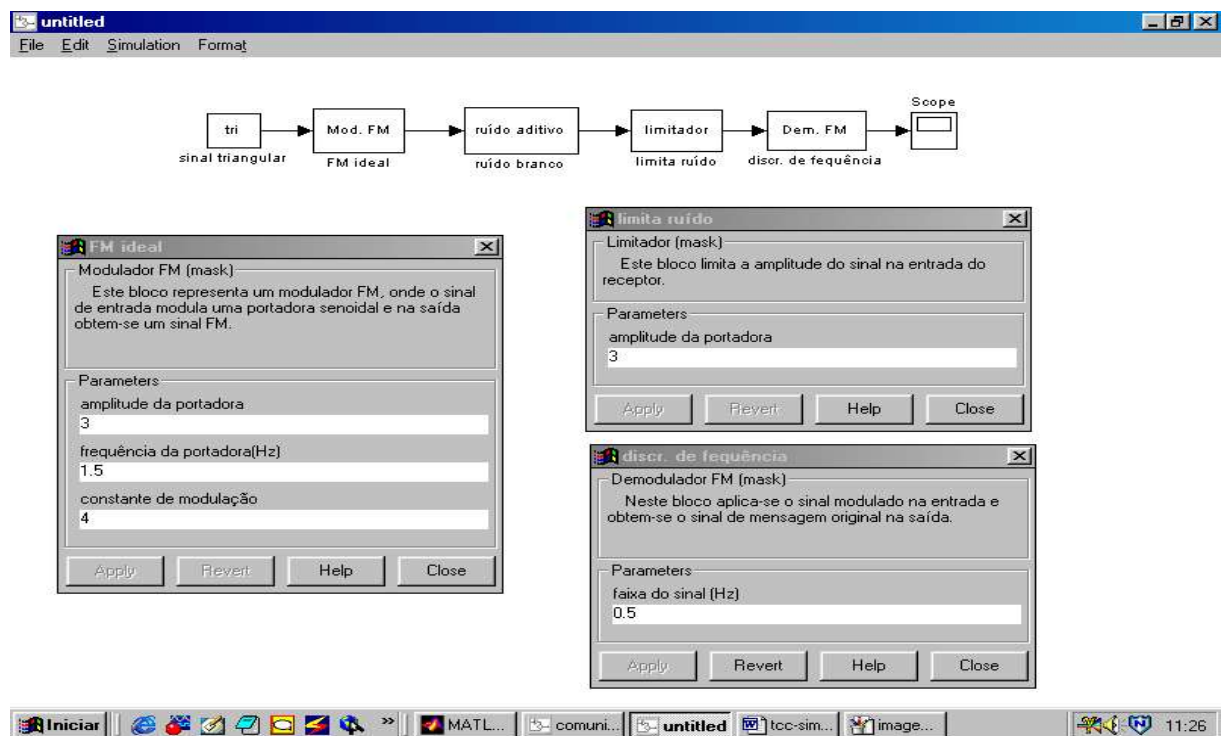 untitled
File Edit Simulation Format
Scope
tri
Mod. FM
ruído aditivo
limitador
Dem. FM
sinal triangular
FM ideal
ruído branco
limita ruído
discr. de fequência
FM ideal
Modulador FM (mask)
Este bloco representa um modulador FM, onde o sinal
de entrada modula uma portadora senoidal e na saída
obtem-se um sinal FM.
Parameters
amplitude da portadora
3
frequência da portadora(Hz)
1.5
constante de modulação
4
Apply Revert Help Close
limita ruído
Limitador (mask)
Este bloco limita a amplitude do sinal na entrada do
receptor.
Parameters
amplitude da portadora
3
Apply Revert Help Close
discr. de fequência
Demodulador FM (mask)
Neste bloco aplica-se o sinal modulado na entrada e
obtem-se o sinal de mensagem original na saída.
Parameters
faixa do sinal (Hz)
0.5
Apply Revert Help Close
Iniciar » MATL... comuni... untitled tcc-sim... image... 11:26